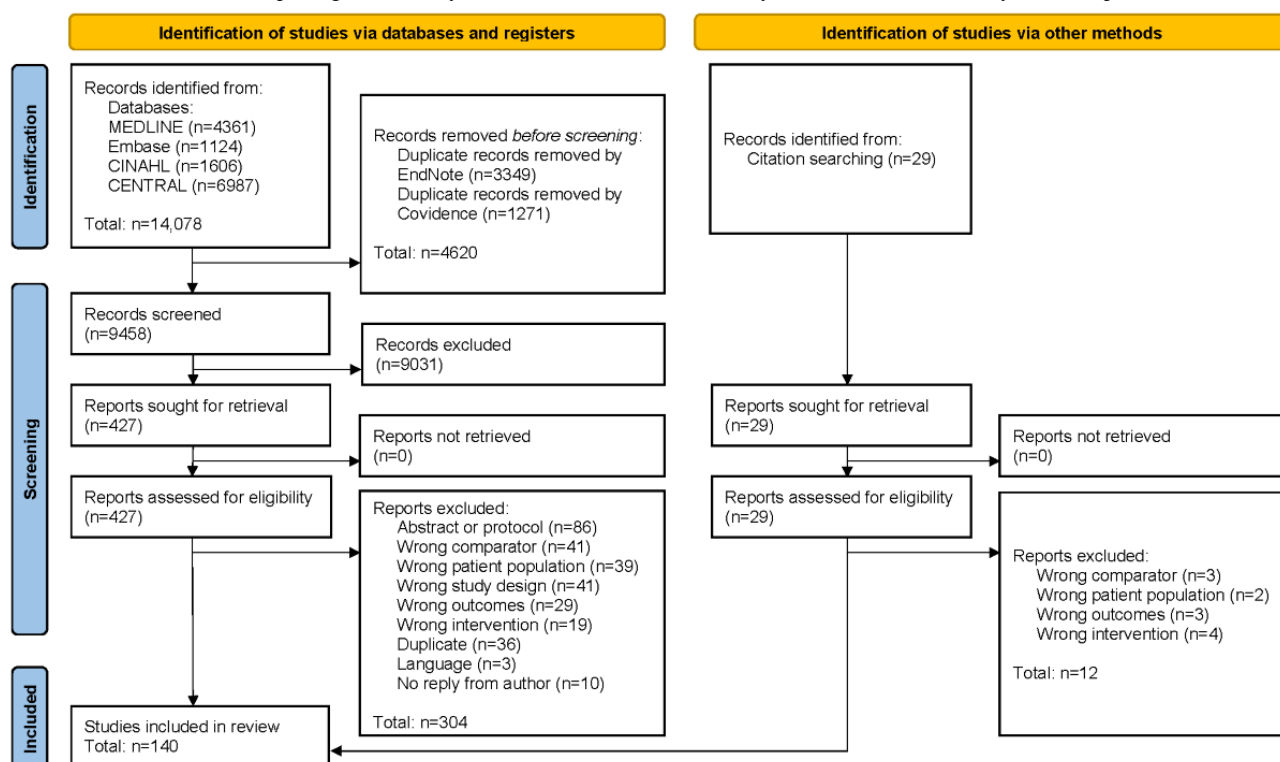 Identification of studies via databases and registers
Identification of studies via other methods
Identification
Records identified from:
Databases:
MEDLINE (n=4361)
Embase (n=1124)
CINAHL (n=1606)
CENTRAL (n=6987)
Total: n=14,078
Records removed before screening:
Duplicate records removed by
EndNote (n=3349)
Duplicate records removed by
Covidence (n=1271)
Total: n=4620
Records identified from:
Citation searching (n=29)
Screening
Records screened
(n=9458)
Records excluded
(n=9031)
Reports sought for retrieval
(n=427)
Reports not retrieved
(n=0)
Reports sought for retrieval
(n=29)
Reports not retrieved
(n=0)
Reports assessed for eligibility
(n=427)
Reports excluded:
Abstract or protocol (n=86)
Wrong comparator (n=41)
Wrong patient population (n=39)
Wrong study design (n=41)
Wrong outcomes (n=29)
Wrong intervention (n=19)
Duplicate (n=36)
Language (n=3)
No reply from author (n=10)
Total: n=304
Reports assessed for eligibility
(n=29)
Reports excluded:
Wrong comparator (n=3)
Wrong patient population (n=2)
Wrong outcomes (n=3)
Wrong intervention (n=4)
Total: n=12
Included
Studies included in review
Total: n=140